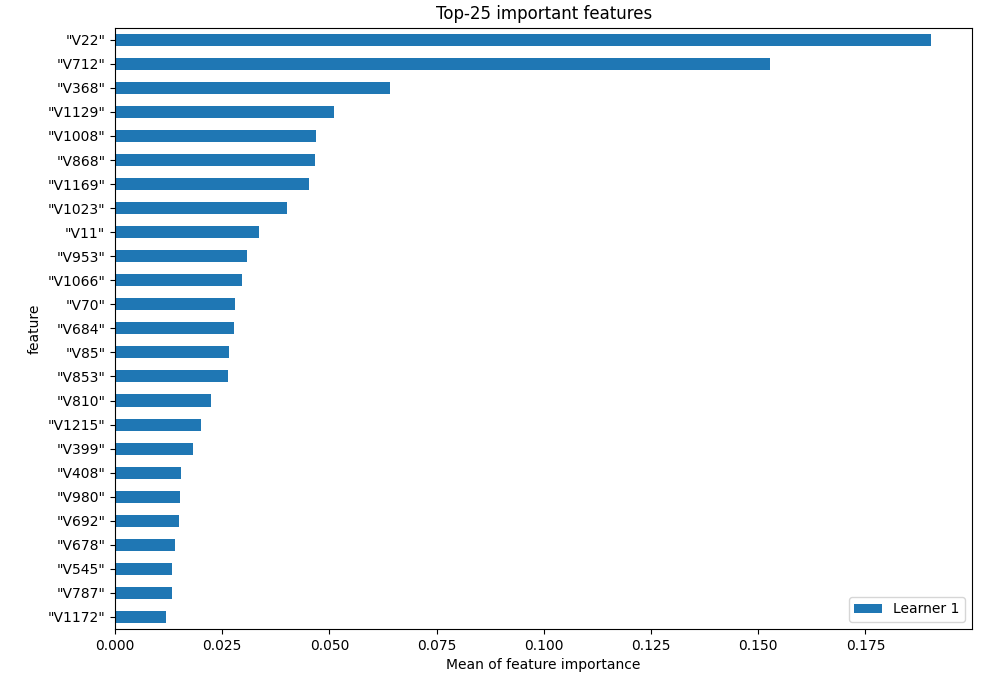 Top-25 important features
"V22"
"V712"
"V368"
"V1129"
"V1008"
"V868"
"V1169"
"V1023"
"V11"
"V953"
"V1066"
"V70"
"V684"
"V85"
"V853"
"V810"
"V1215"
"V399"
"V408"
"V980"
"V692"
"V678"
"V545"
"V787"
"V1172"
feature
Learner 1
0.000 0.025 0.050 0.075 0.100 0.125 0.150 0.175
Mean of feature importance